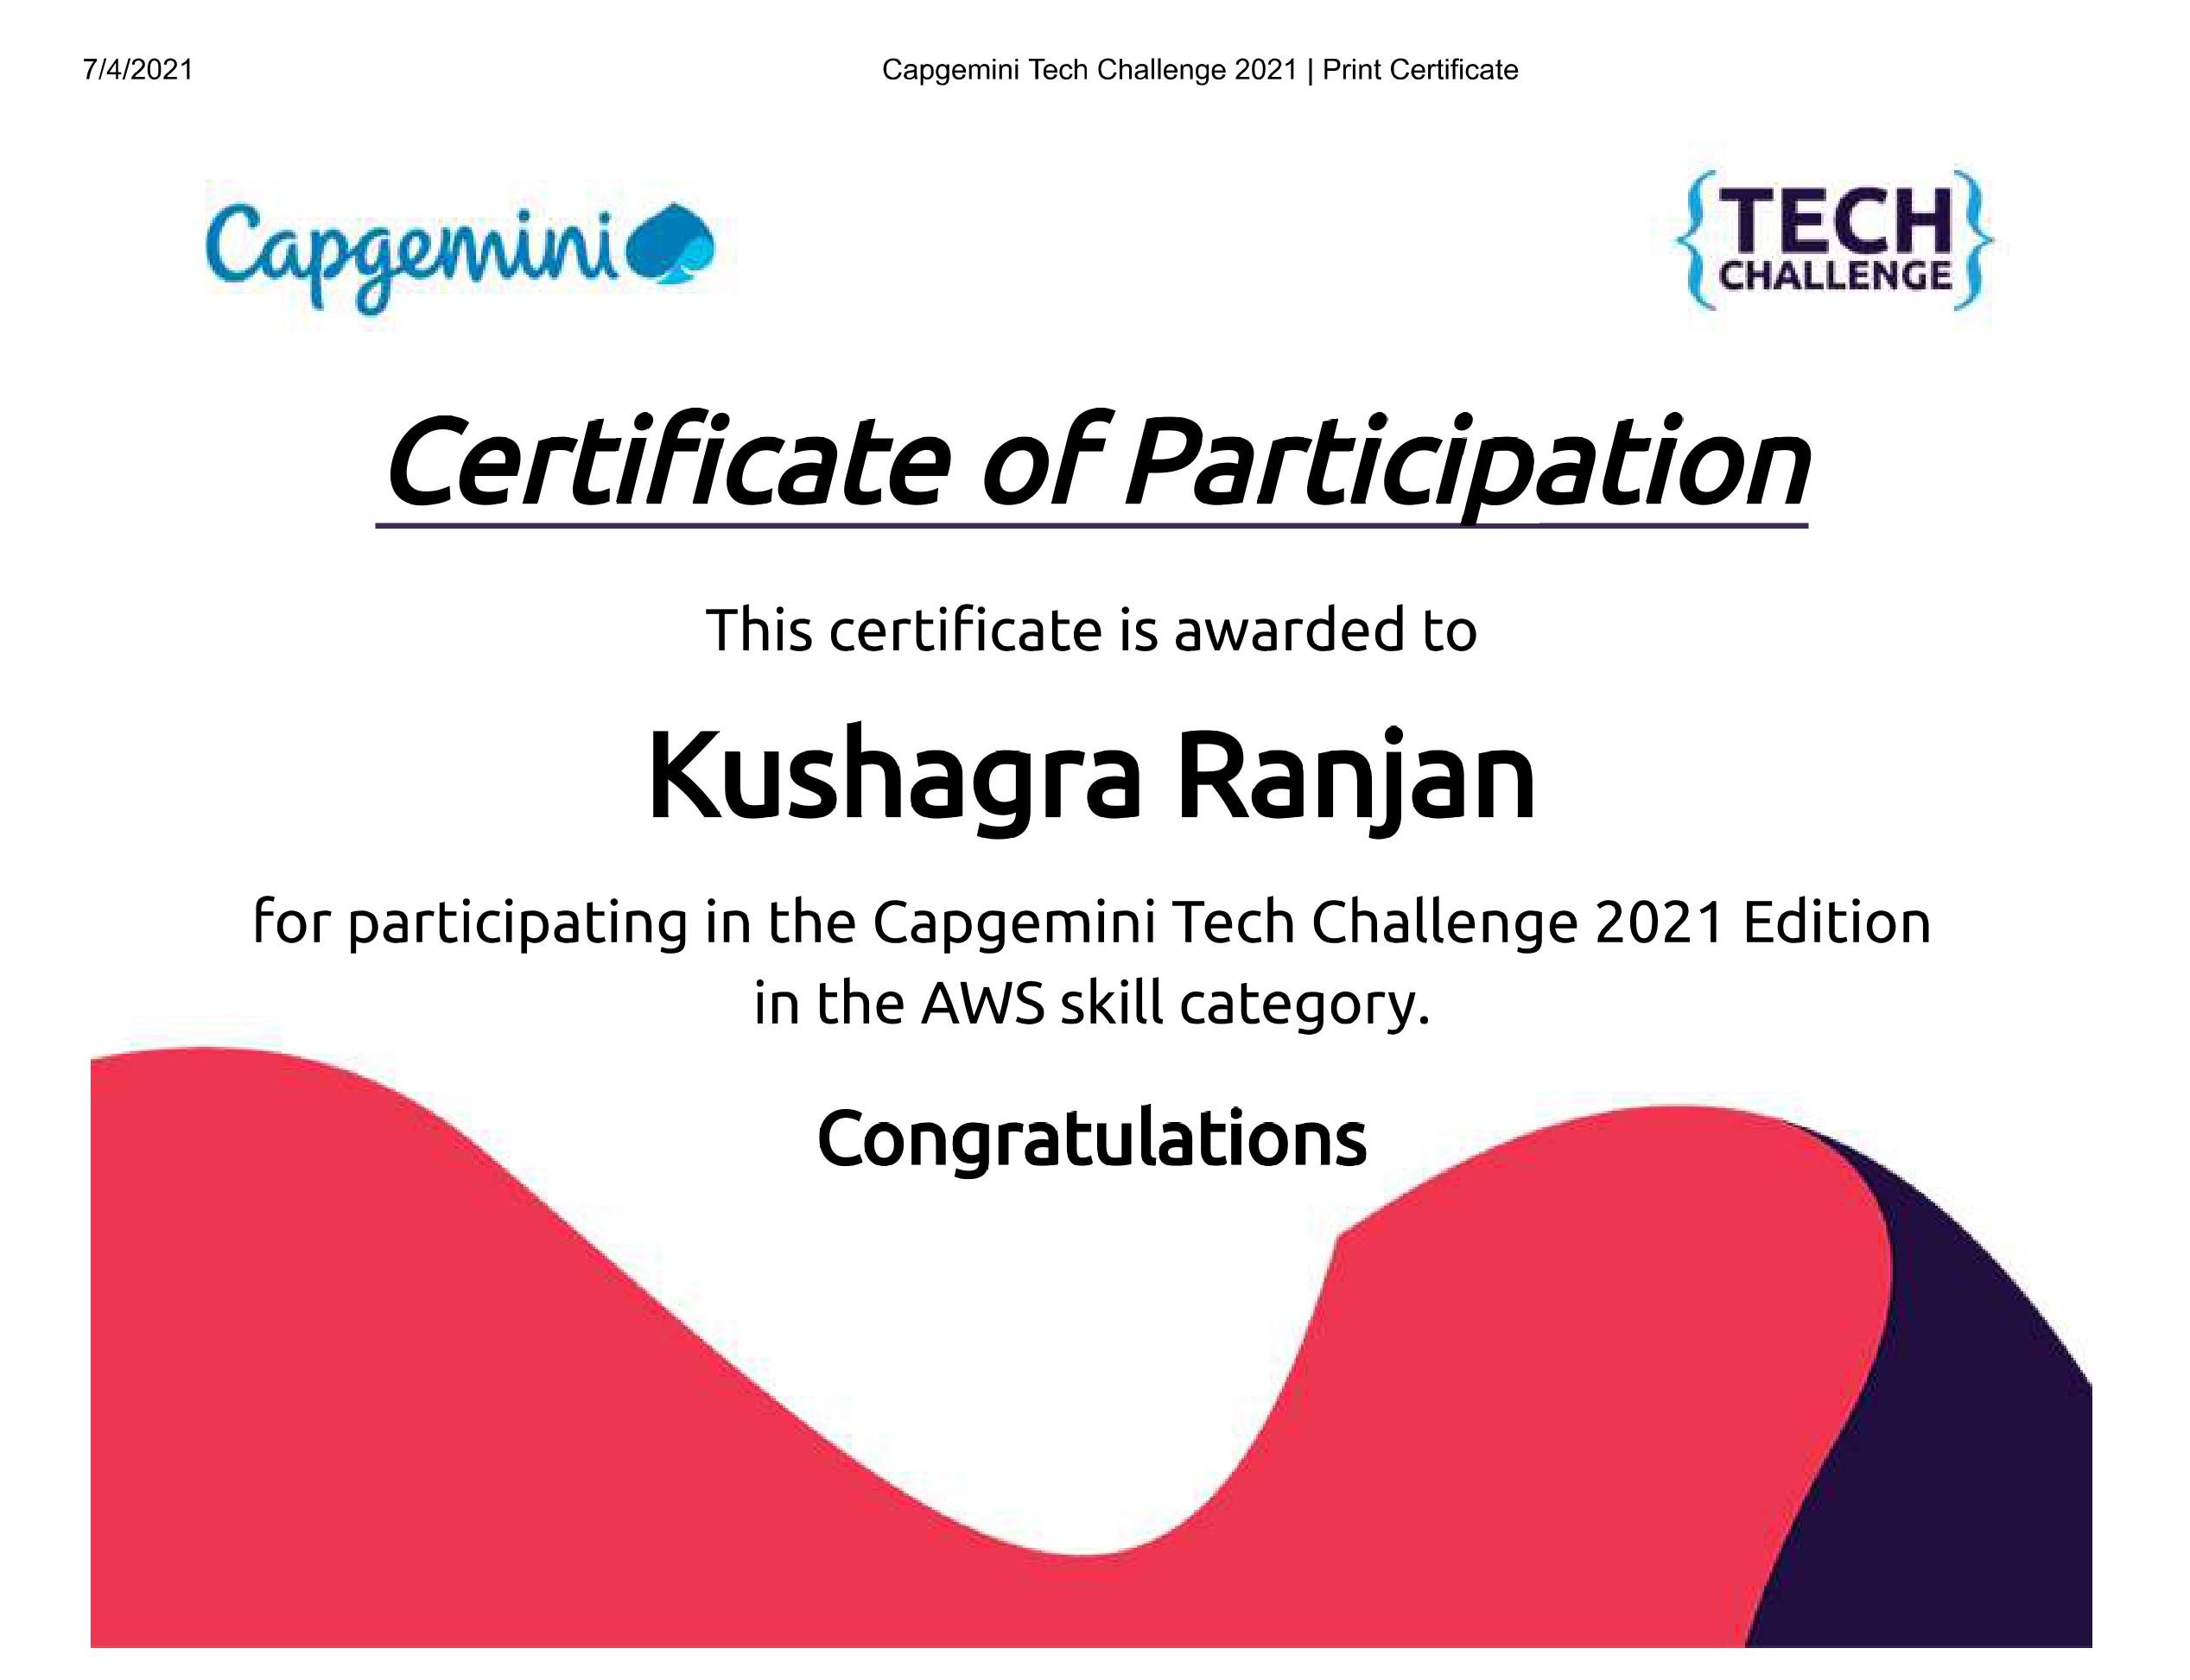 7/4/2021
Capgemini Tech Challenge 2021 | Print Certificate
Capgemini
{TECH
CHALLENGE}
Certificate of Participation
This certificate is awarded to
Kushagra Ranjan
for participating in the Capgemini Tech Challenge 2021 Edition
in the AWS skill category.
Congratulations